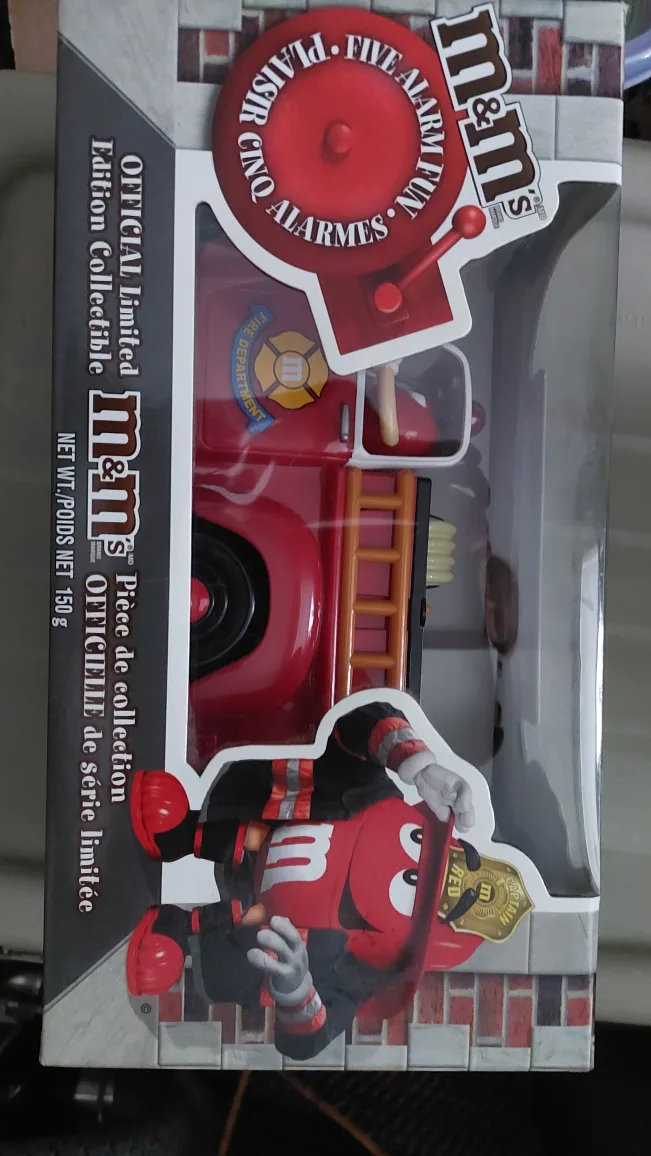 m&m's
FIVE ALARM FUN •
PLAISIR CINQ ALARMES •
FIRE DEPARTMENT
m
OFFICIAL Limited
Edition Collectible
m&m's
Pièce de collection
OFFICIELLE de série limitée
NET WT./POIDS NET 150 g
m
CAPTAIN
m
RED
©